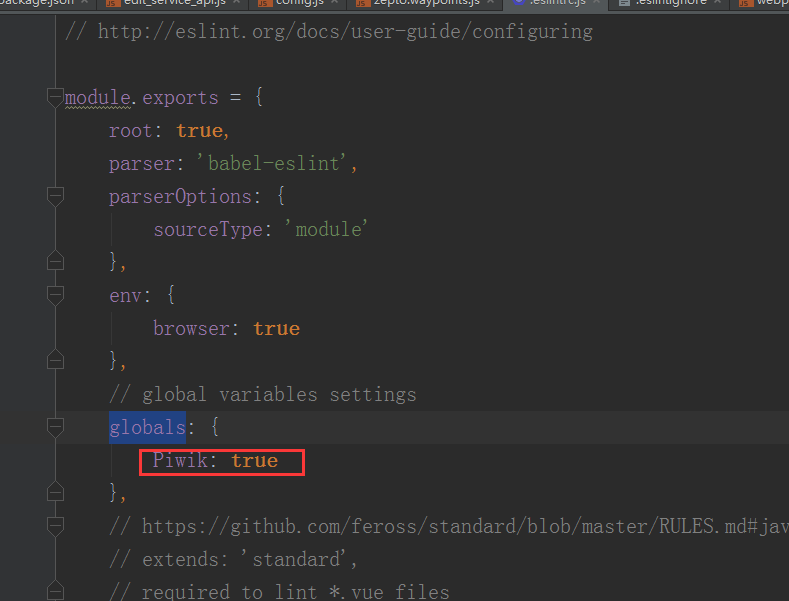 package.json edit_service_api.js config.js zepto.waypoints.js .eslintrc.js .eslintignore webp
// http://eslint.org/docs/user-guide/configuring
module.exports = {
root: true,
parser: 'babel-eslint',
parserOptions: {
sourceType: 'module'
},
env: {
browser: true
},
// global variables settings
globals: {
Piwik: true
},
// https://github.com/feross/standard/blob/master/RULES.md#jav
// extends: 'standard',
// required to lint *.vue files